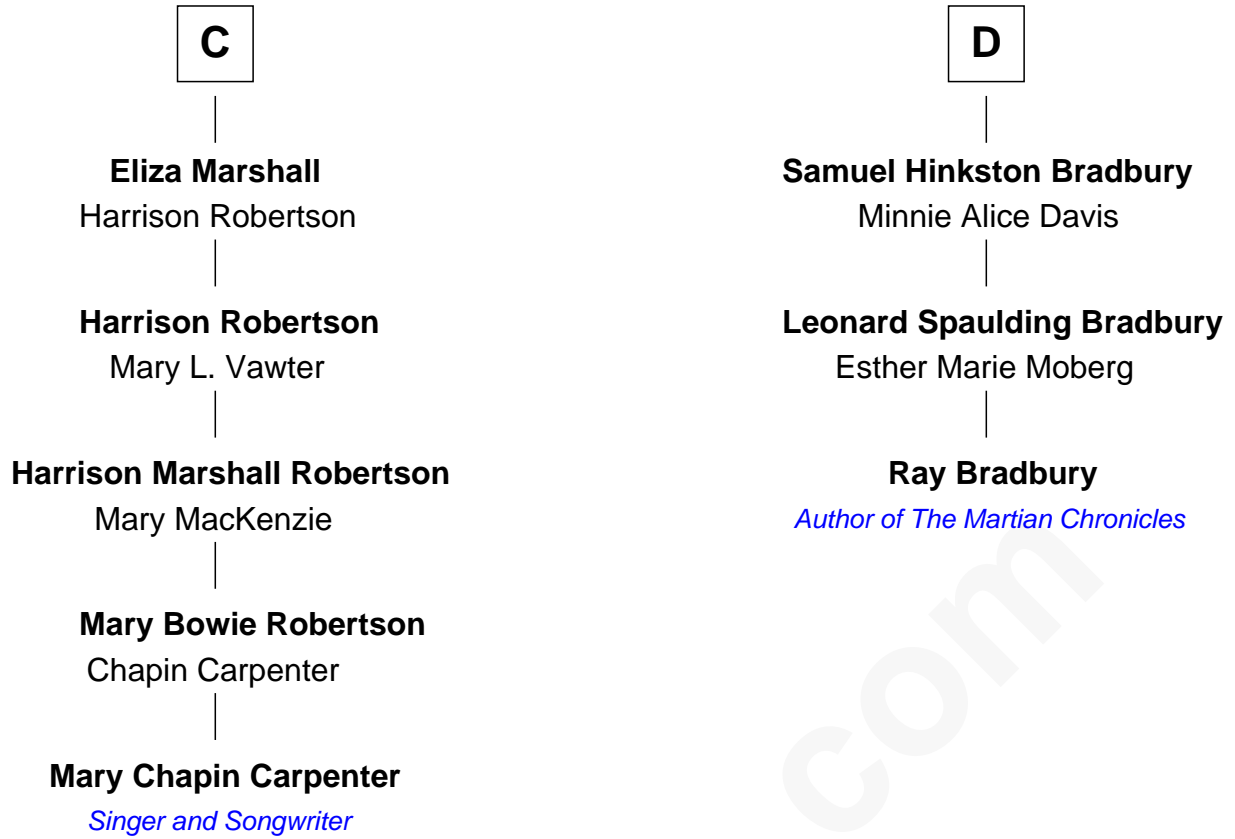 C
Eliza Marshall
Harrison Robertson
Harrison Robertson
Mary L. Vawter
Harrison Marshall Robertson
Mary MacKenzie
Mary Bowie Robertson
Chapin Carpenter
Mary Chapin Carpenter
Singer and Songwriter
D
Samuel Hinkston Bradbury
Minnie Alice Davis
Leonard Spaulding Bradbury
Esther Marie Moberg
Ray Bradbury
Author of The Martian Chronicles
com